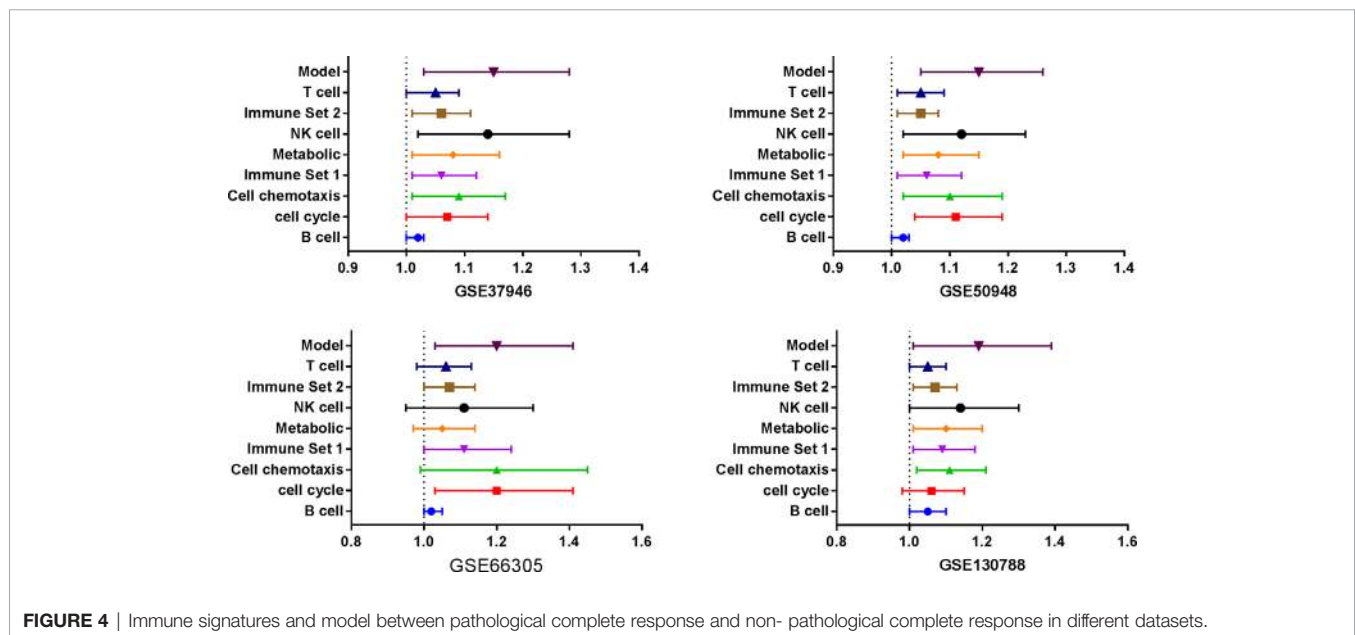 Model
T cell
Immune Set 2
NK cell
Metabolic
Immune Set 1
Cell chemotaxis
cell cycle
B cell
0.9 1.0 1.1 1.2 1.3 1.4
GSE37946
Model
T cell
Immune Set 2
NK cell
Metabolic
Immune Set 1
Cell chemotaxis
cell cycle
B cell
0.9 1.0 1.1 1.2 1.3 1.4
GSE50948
Model
T cell
Immune Set 2
NK cell
Metabolic
Immune Set 1
Cell chemotaxis
cell cycle
B cell
0.8 1.0 1.2 1.4 1.6
GSE66305
Model
T cell
Immune Set 2
NK cell
Metabolic
Immune Set 1
Cell chemotaxis
cell cycle
B cell
0.8 1.0 1.2 1.4 1.6
GSE130788
FIGURE 4 | Immune signatures and model between pathological complete response and non- pathological complete response in different datasets.